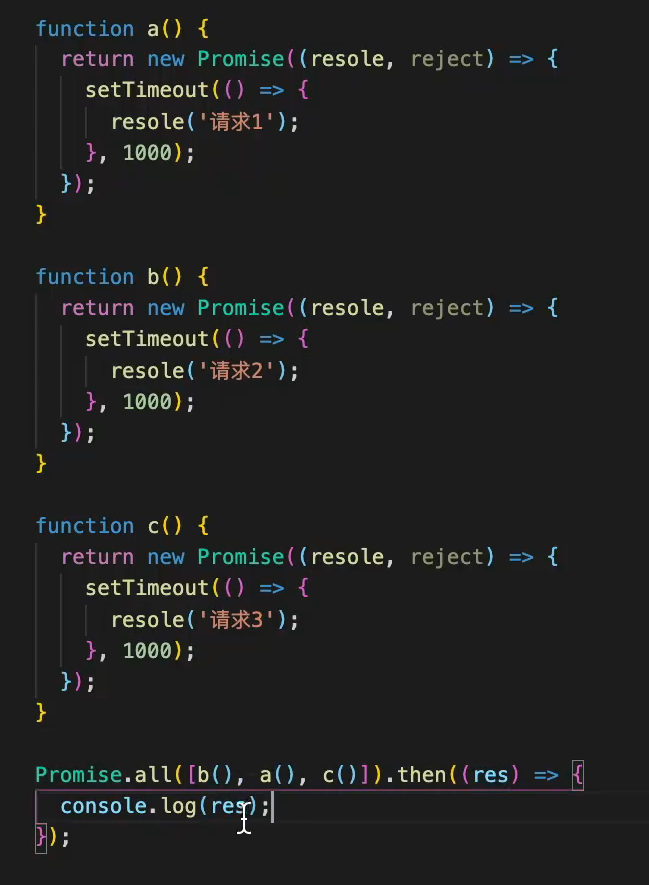 function a() {
return new Promise((resole, reject) => {
setTimeout(() => {
resole('请求1');
}, 1000);
});
}
function b() {
return new Promise((resole, reject) => {
setTimeout(() => {
resole('请求2');
}, 1000);
});
}
function c() {
return new Promise((resole, reject) => {
setTimeout(() => {
resole('请求3');
}, 1000);
});
}
Promise.all([b(), a(), c()]).then((res) => {
console.log(res);
});